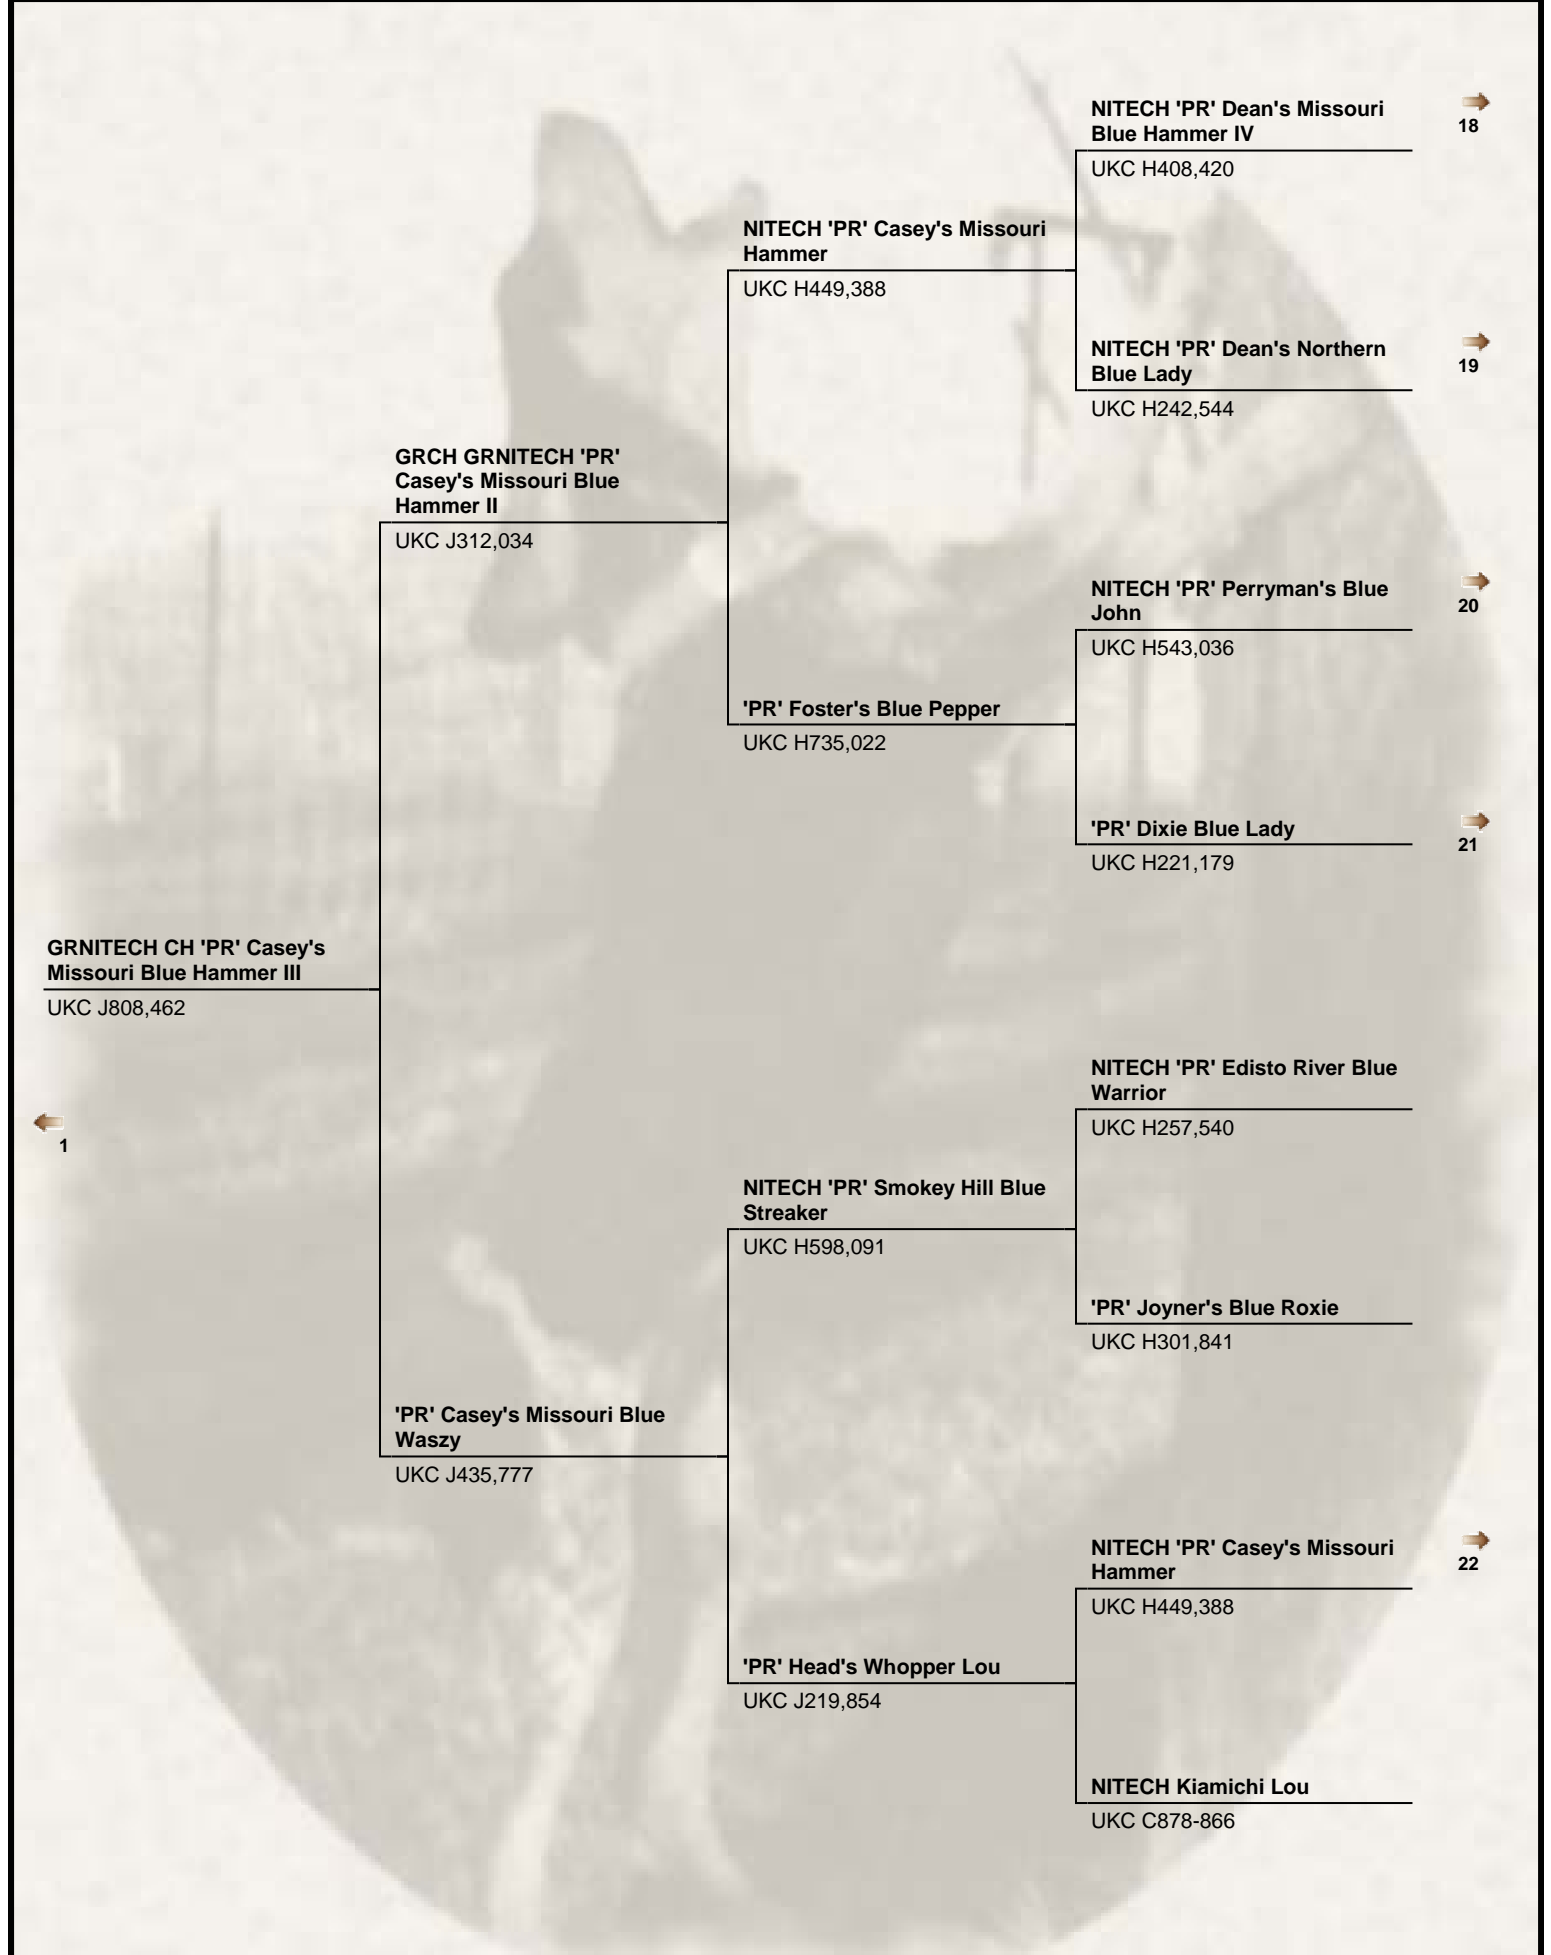 NITECH 'PR' Dean's Missouri
Blue Hammer IV
UKC H408,420
18
NITECH 'PR' Casey's Missouri
Hammer
UKC H449,388
NITECH 'PR' Dean's Northern
Blue Lady
UKC H242,544
19
GRCH GRNITECH 'PR'
Casey's Missouri Blue
Hammer II
UKC J312,034
NITECH 'PR' Perryman's Blue
John
UKC H543,036
20
'PR' Foster's Blue Pepper
UKC H735,022
'PR' Dixie Blue Lady
UKC H221,179
21
GRNITECH CH 'PR' Casey's
Missouri Blue Hammer III
UKC J808,462
1
NITECH 'PR' Edisto River Blue
Warrior
UKC H257,540
NITECH 'PR' Smokey Hill Blue
Streaker
UKC H598,091
'PR' Joyner's Blue Roxie
UKC H301,841
'PR' Casey's Missouri Blue
Waszy
UKC J435,777
NITECH 'PR' Casey's Missouri
Hammer
UKC H449,388
22
'PR' Head's Whopper Lou
UKC J219,854
NITECH Kiamichi Lou
UKC C878-866